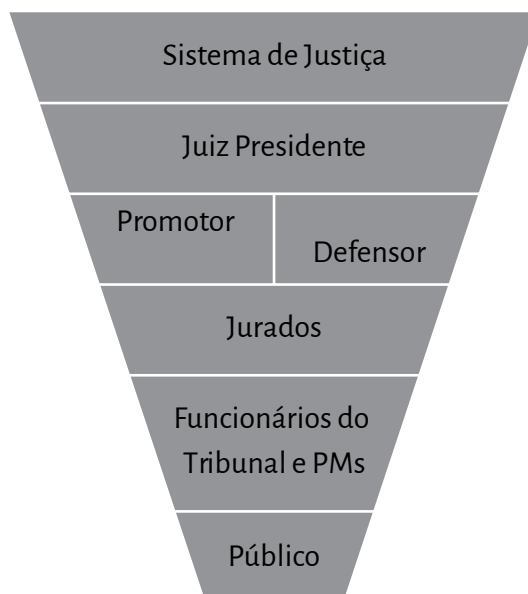 Sistema de Justiça
Juiz Presidente
Promotor
Defensor
Jurados
Funcionários do
Tribunal e PMs
Público